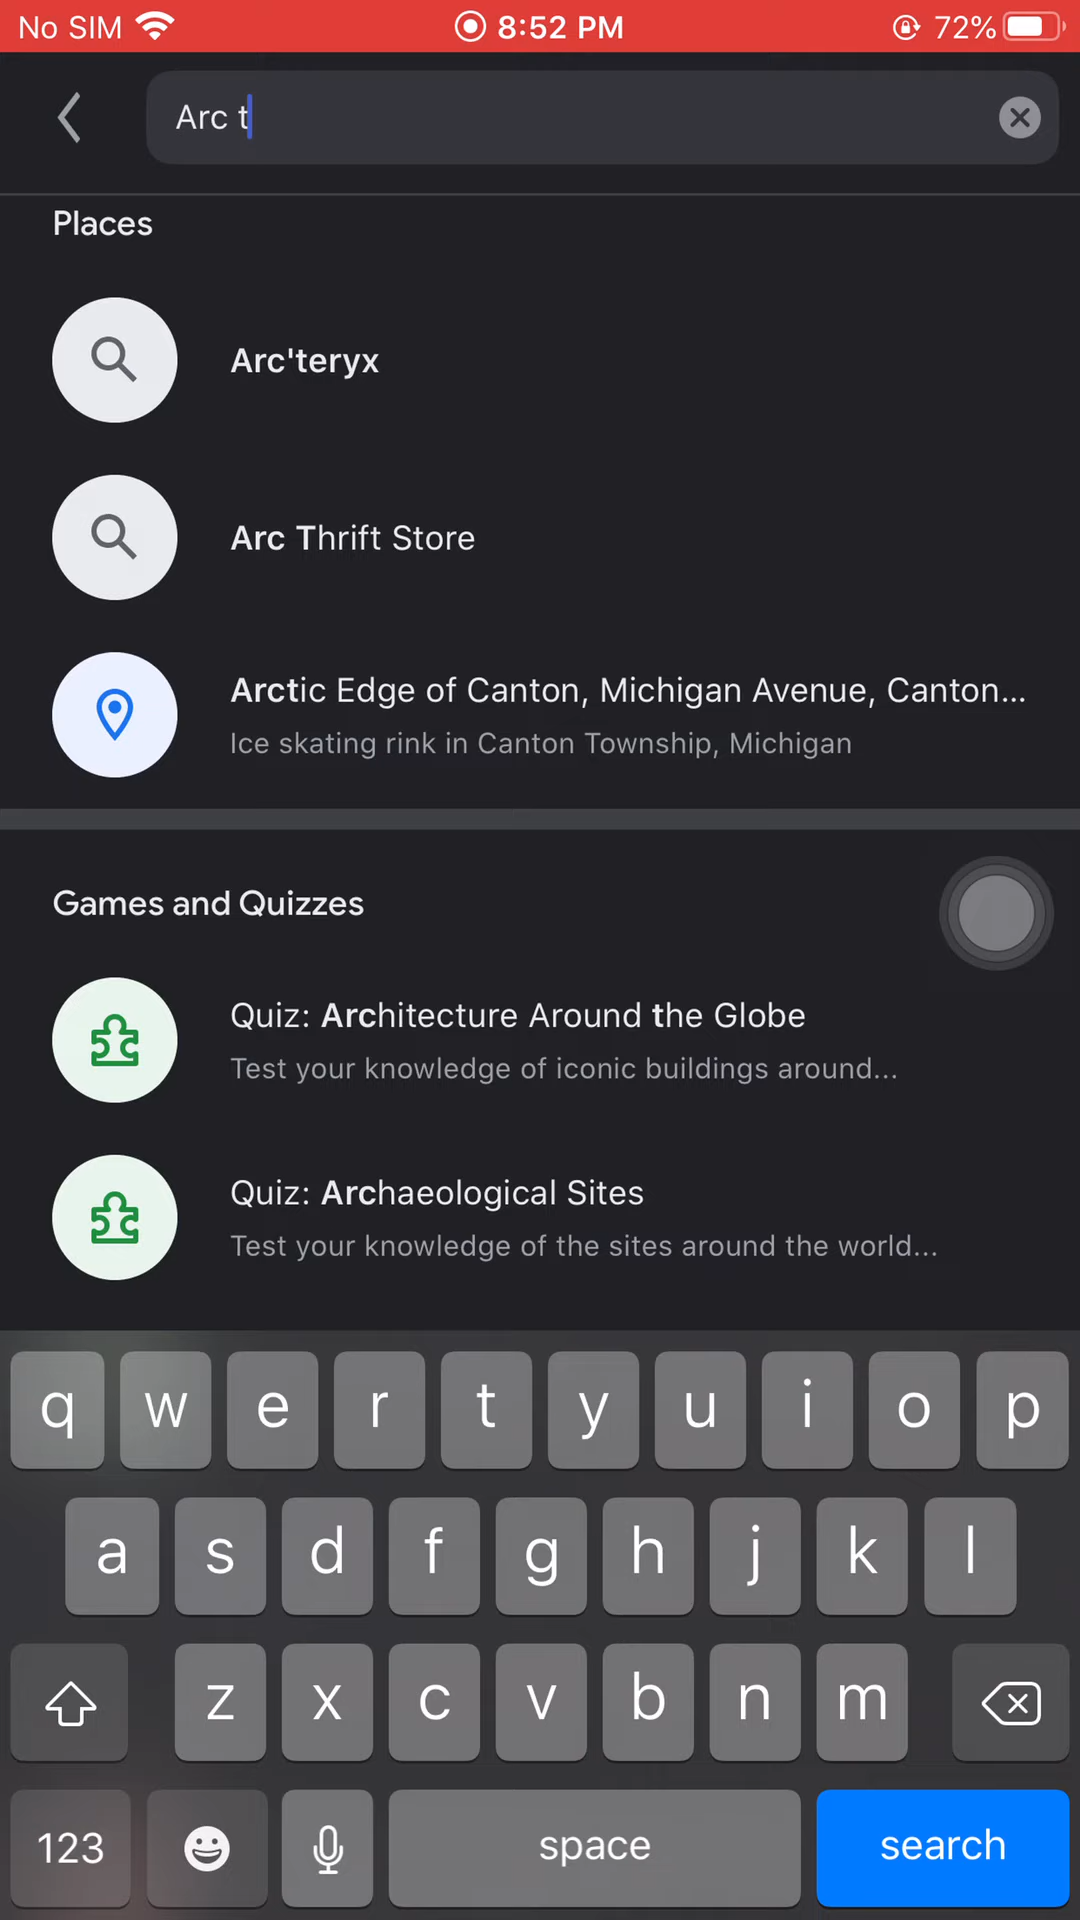 No SIM 8:52 PM 72%
Arc t
Places
Arc'teryx
Arc Thrift Store
Arctic Edge of Canton, Michigan Avenue, Canton...
Ice skating rink in Canton Township, Michigan
Games and Quizzes
Quiz: Architecture Around the Globe
Test your knowledge of iconic buildings around...
Quiz: Archaeological Sites
Test your knowledge of the sites around the world...
q w e r t y u i o p
a s d f g h j k l
z x c v b n m
123 space search